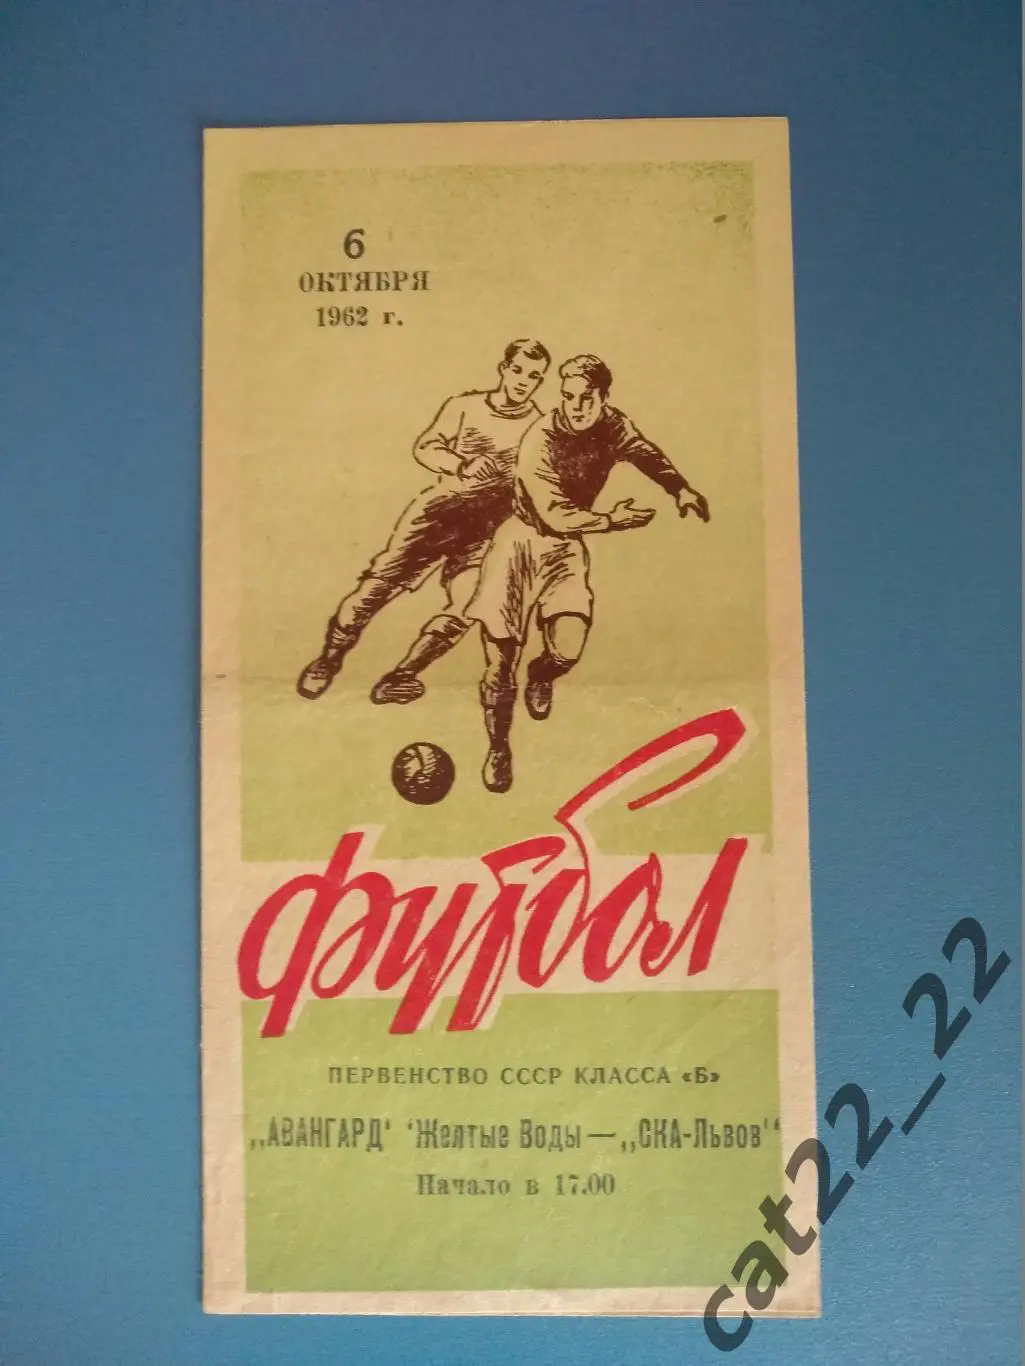 6
ОКТЯБРЯ
1962 г.
Футбол
ПЕРВЕНСТВО СССР КЛАССА «Б»
„АВАНГАРД‟ Желтые Воды — „СКА-Львов"
Начало в 17.00
cat22_22